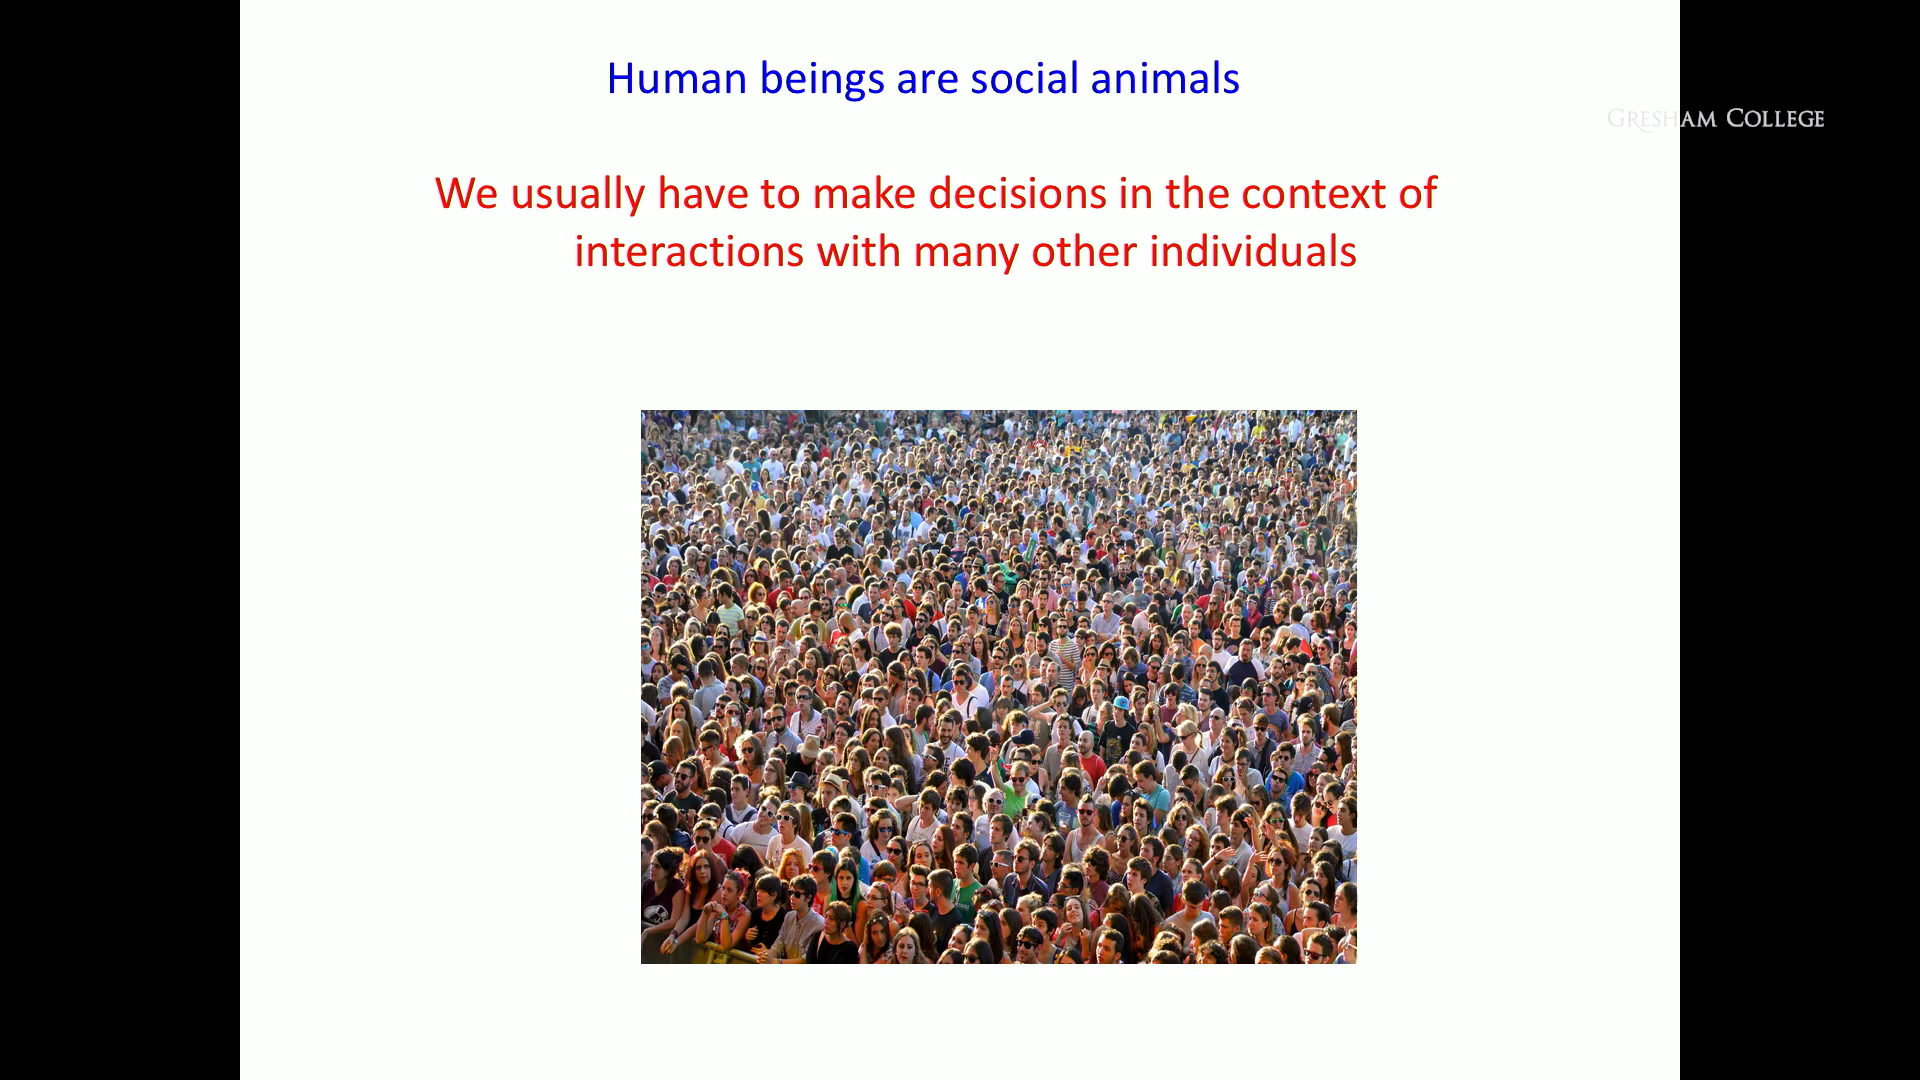 Human beings are social animals
GRESHAM COLLEGE
We usually have to make decisions in the context of
interactions with many other individuals